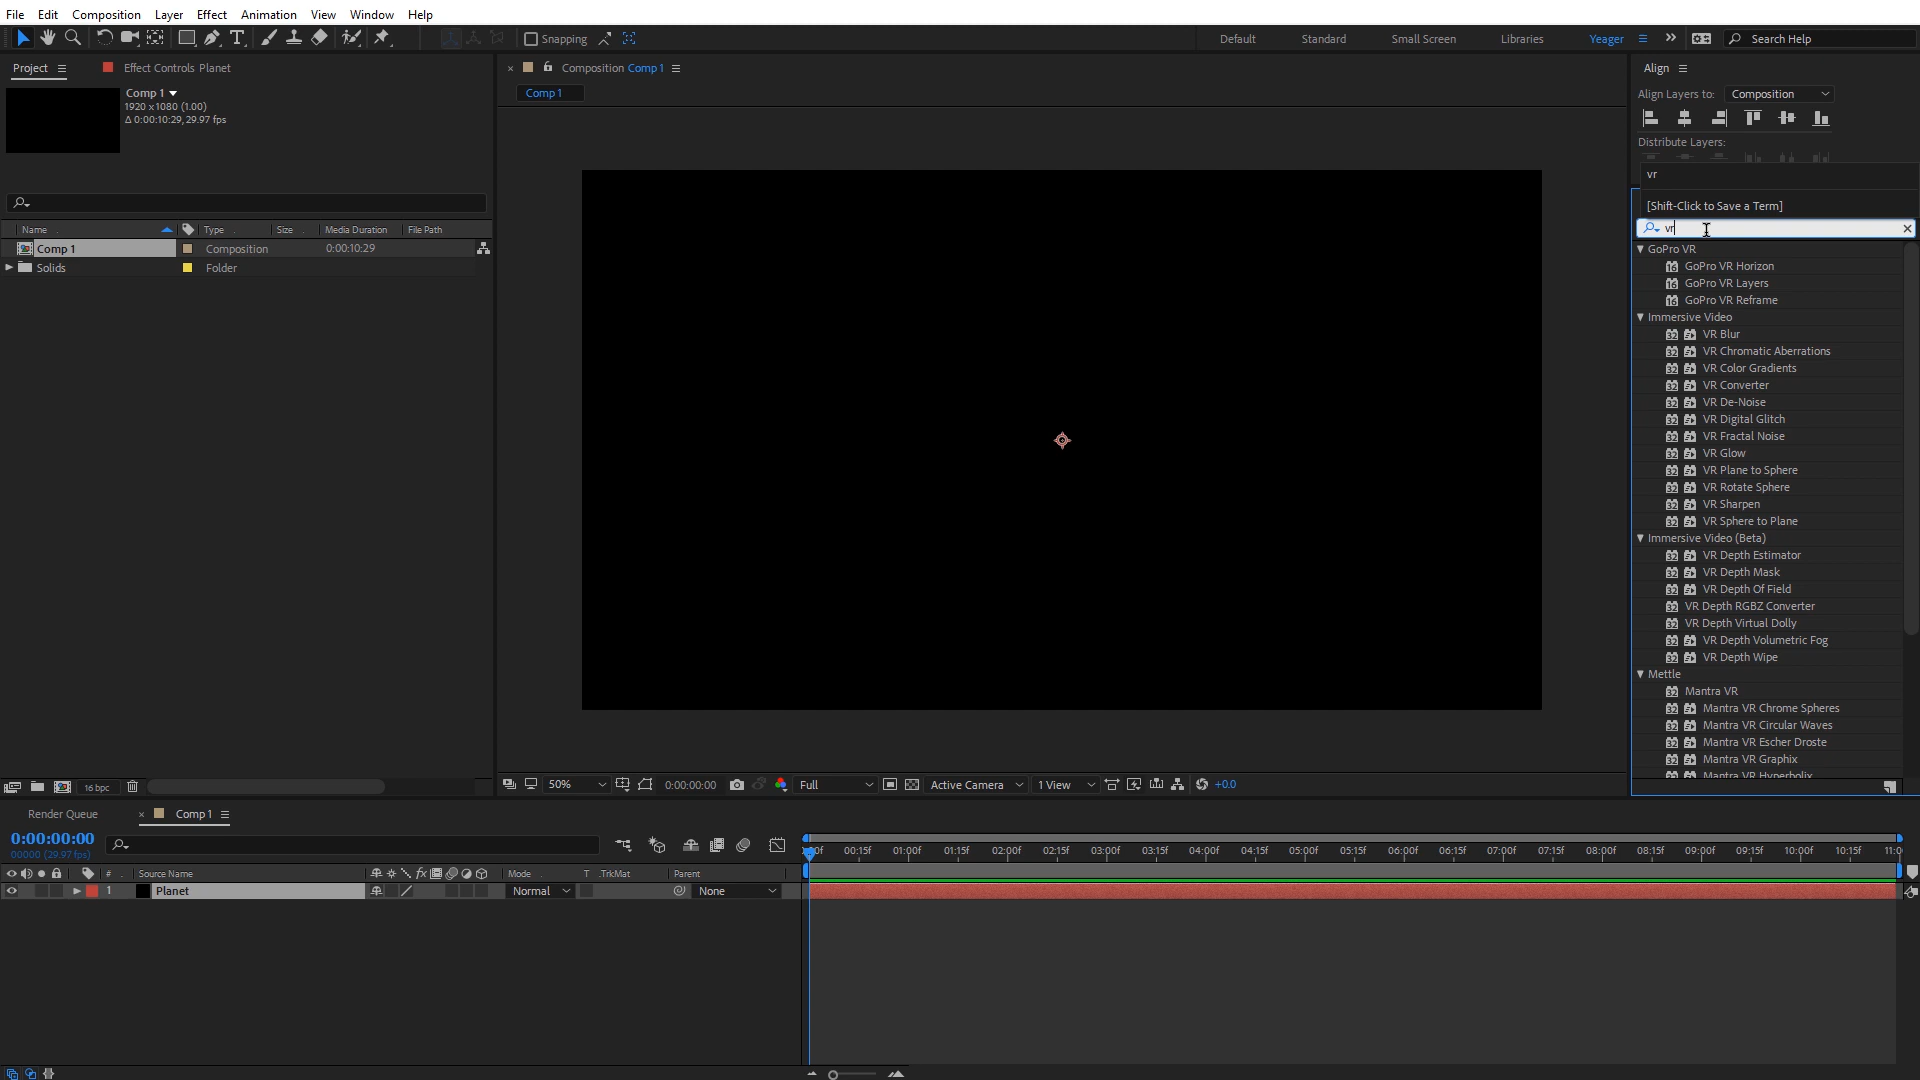 File Edit Composition Layer Effect Animation View Window Help
Snapping Default Standard Small Screen Libraries Yeager Search Help
Project Effect Controls Planet
Comp 1
1920 x 1080 (1.00)
Δ 0:00:10:29, 29.97 fps
Name Type Size Media Duration File Path
Comp 1 Composition 0:00:10:29
Solids Folder
16 bpc
Composition Comp 1
Comp 1
50% 0:00:00:00 Full Active Camera 1 View +0.0
Align
Align Layers to: Composition
Distribute Layers:
vr
[Shift-Click to Save a Term]
vr
GoPro VR
GoPro VR Horizon
GoPro VR Layers
GoPro VR Reframe
Immersive Video
VR Blur
VR Chromatic Aberrations
VR Color Gradients
VR Converter
VR De-Noise
VR Digital Glitch
VR Fractal Noise
VR Glow
VR Plane to Sphere
VR Rotate Sphere
VR Sharpen
VR Sphere to Plane
Immersive Video (Beta)
VR Depth Estimator
VR Depth Mask
VR Depth Of Field
VR Depth RGBZ Converter
VR Depth Virtual Dolly
VR Depth Volumetric Fog
VR Depth Wipe
Mettle
Mantra VR
Mantra VR Chrome Spheres
Mantra VR Circular Waves
Mantra VR Escher Droste
Mantra VR Graphix
Mantra VR Hyperbolix
Render Queue Comp 1
0:00:00:00
00000 (29.97 fps)
00:15f 01:00f 01:15f 02:00f 02:15f 03:00f 03:15f 04:00f 04:15f 05:00f 05:15f 06:00f 06:15f 07:00f 07:15f 08:00f 08:15f 09:00f 09:15f 10:00f 10:15f
# Source Name fx Mode T .TrkMat Parent
1 Planet Normal None